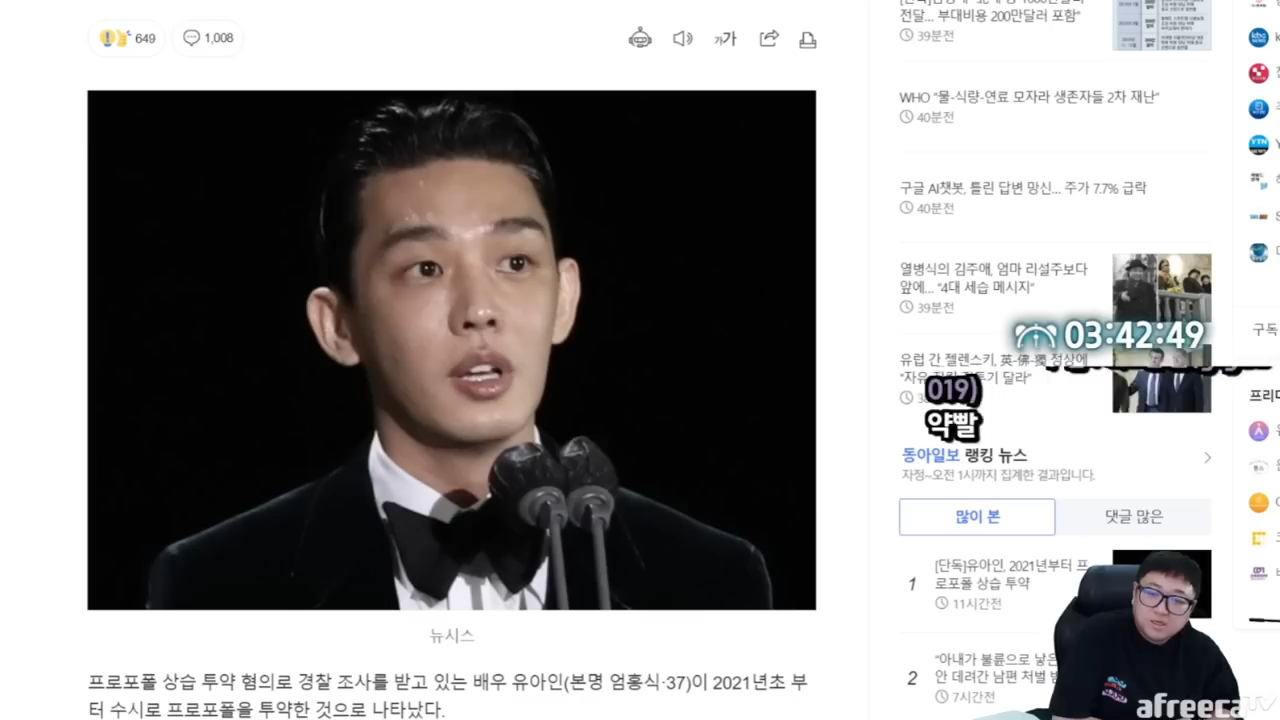 649
1,008
가가
뉴시스
프로포폴 상습 투약 혐의로 경찰 조사를 받고 있는 배우 유아인(본명 엄홍식·37)이 2021년초 부
터 수시로 프로포폴을 투약한 것으로 나타났다.
전달... 부대비용 200만달러 포함”
39분전
WHO “물-식량-연료 모자라 생존자들 2차 재난”
40분전
구글 AI챗봇, 틀린 답변 망신... 주가 7.7% 급락
40분전
열병식의 김주애, 엄마 리설주보다
앞에... “4대 세습 메시지”
39분전
03:42:49
유럽 간 젤렌스키, 英-佛-獨 정상에
달라”
019)
약빨
동아일보 랭킹 뉴스
자정~오전 1시까지 집계한 결과입니다.
많이 본
댓글 많은
1
[단독]유아인, 2021년부터 프
로포폴 상습 투약
11시간전
2
“아내가 불륜으로 낳은
안 데려간 남편 처벌
7시간전
구독
YTN
afreecaTV